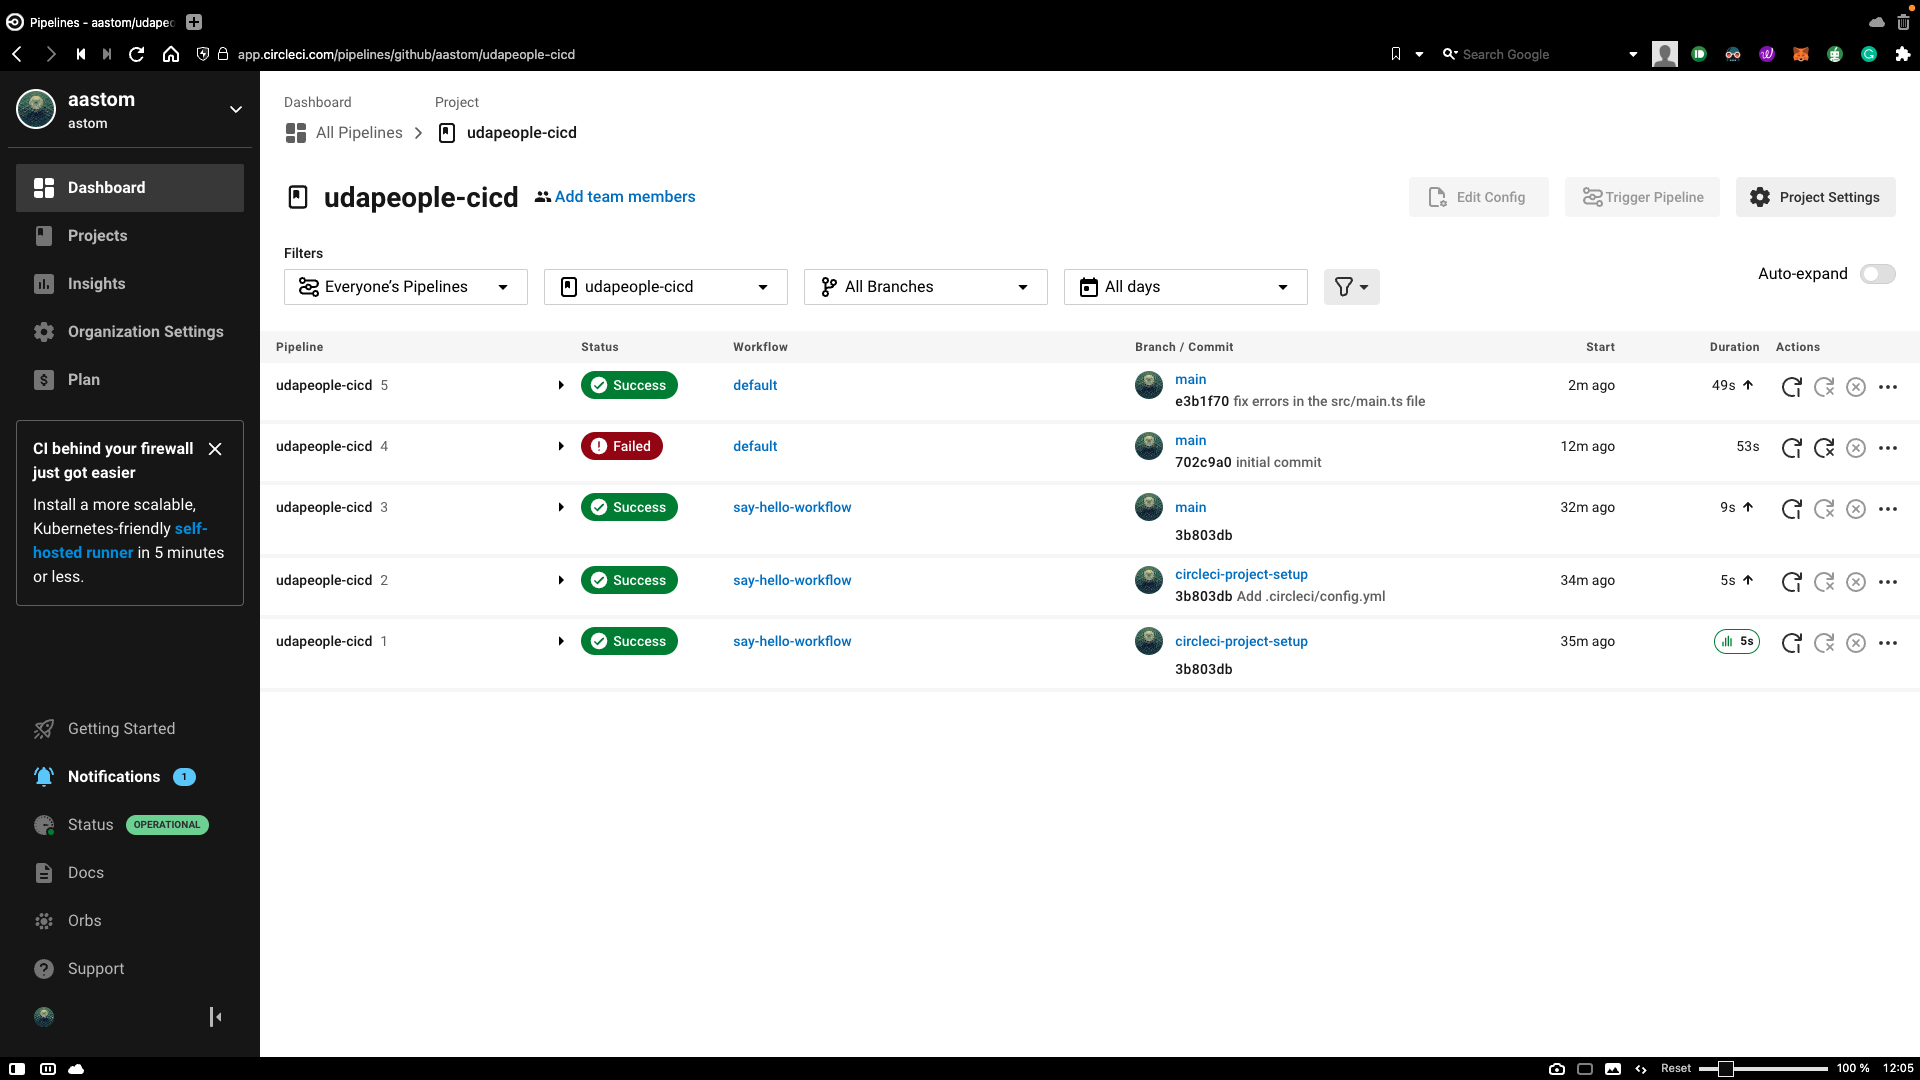 Pipelines - aastom/udapeo
app.circleci.com/pipelines/github/aastom/udapeople-cicd
Search Google
aastom
astom
Dashboard
Projects
Insights
Organization Settings
Plan
CI behind your firewall
just got easier
Install a more scalable,
Kubernetes-friendly self-
hosted runner in 5 minutes
or less.
Getting Started
Notifications 1
Status OPERATIONAL
Docs
Orbs
Support
Dashboard Project
All Pipelines udapeople-cicd
udapeople-cicd Add team members
Edit Config Trigger Pipeline Project Settings
Filters
Everyone’s Pipelines udapeople-cicd All Branches All days
Auto-expand
Pipeline Status Workflow Branch / Commit Start Duration Actions
udapeople-cicd 5 Success default main 2m ago 49s
e3b1f70 fix errors in the src/main.ts file
udapeople-cicd 4 Failed default main 12m ago 53s
702c9a0 initial commit
udapeople-cicd 3 Success say-hello-workflow main 32m ago 9s
3b803db
udapeople-cicd 2 Success say-hello-workflow circleci-project-setup 34m ago 5s
3b803db Add .circleci/config.yml
udapeople-cicd 1 Success say-hello-workflow circleci-project-setup 35m ago 5s
3b803db
Reset 100 % 12:05